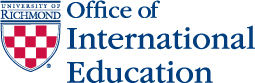 UNIVERSITY OF
RICHMOND
Office of
International
Education